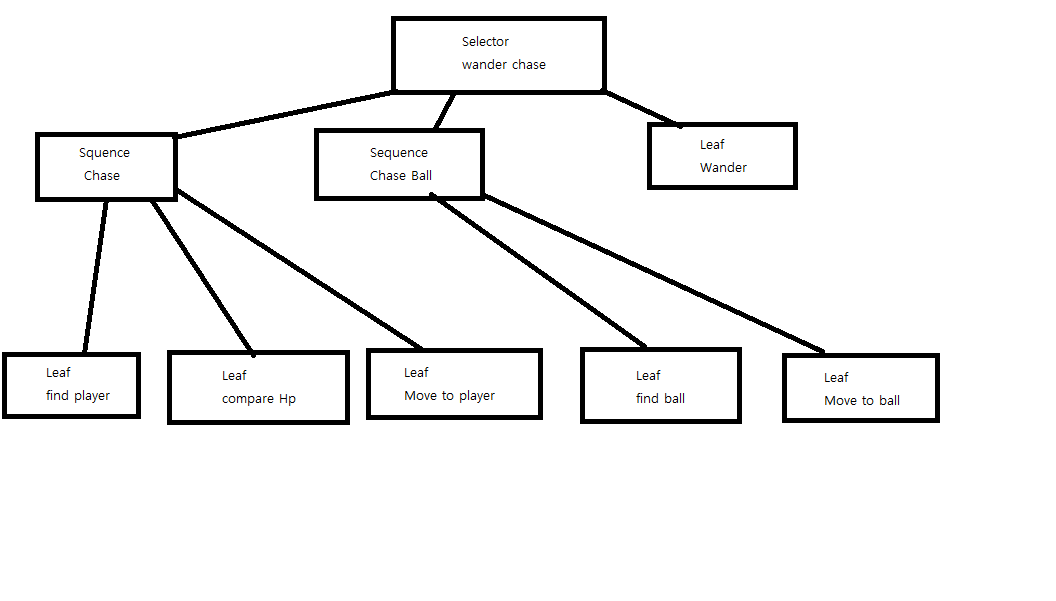 Selector
wander chase
Squence
Chase
Sequence
Chase Ball
Leaf
Wander
Leaf
find player
Leaf
compare Hp
Leaf
Move to player
Leaf
find ball
Leaf
Move to ball